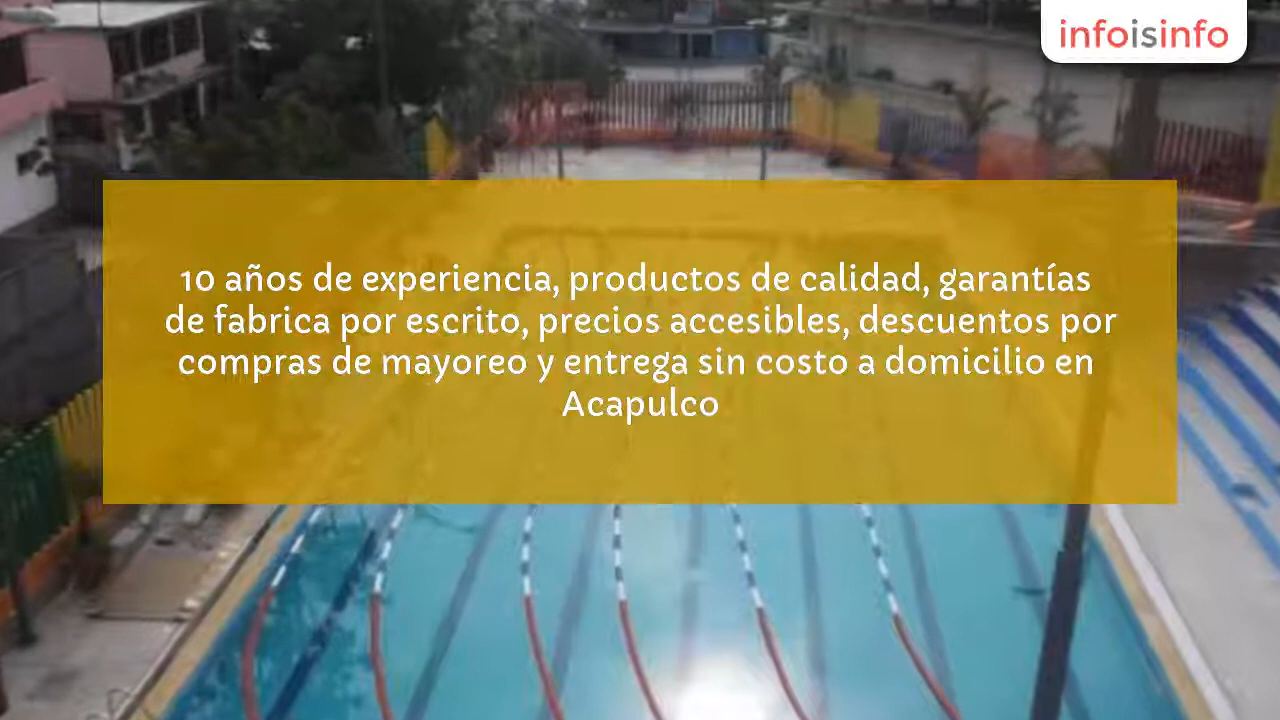 infoisinfo
10 años de experiencia, productos de calidad, garantías
de fabrica por escrito, precios accesibles, descuentos por
compras de mayoreo y entrega sin costo a domicilio en
Acapulco